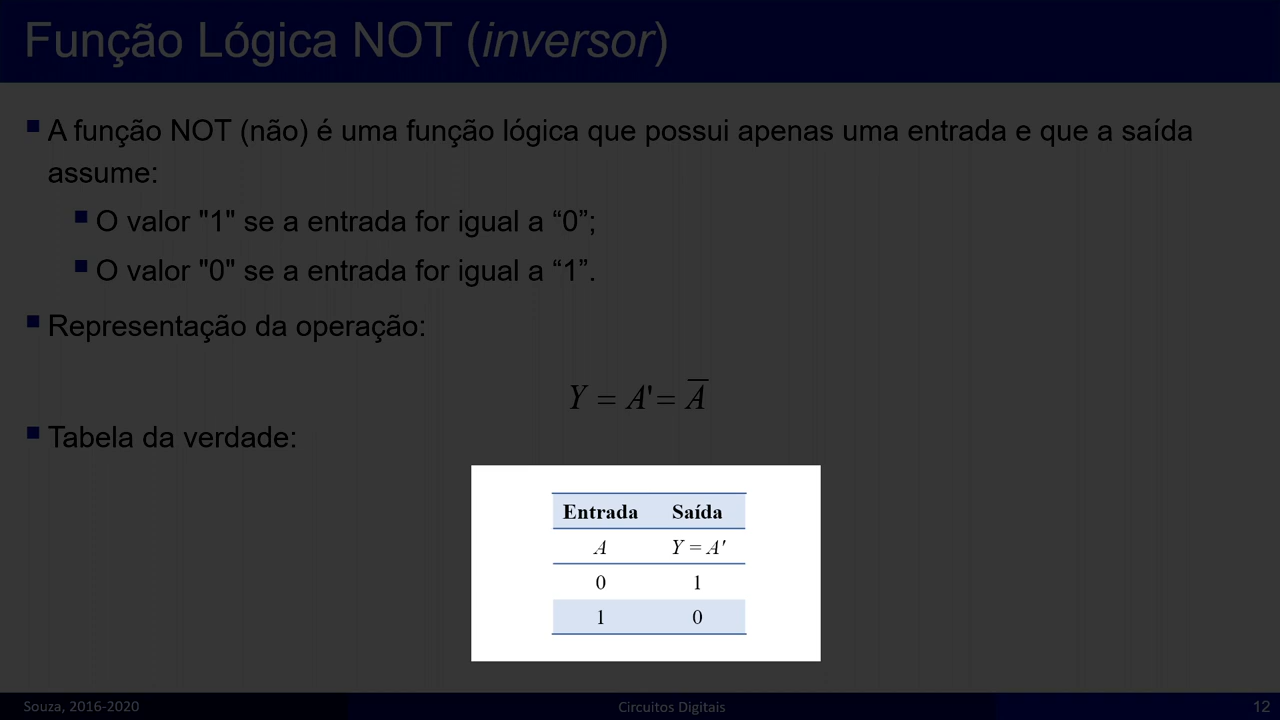 Função Lógica NOT (inversor)
A função NOT (não) é uma função lógica que possui apenas uma entrada e que a saída
assume:
O valor "1" se a entrada for igual a “0”;
O valor "0" se a entrada for igual a “1”.
Representação da operação:
Y = A' = A̅
Tabela da verdade:
Entrada Saída
A Y = A'
0 1
1 0
Souza, 2016-2020 Circuitos Digitais 12